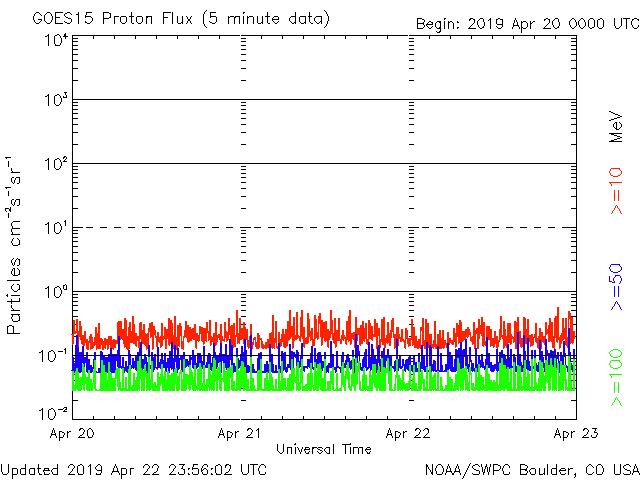 GOES15 Proton Flux (5 minute data)
Begin: 2019 Apr 20 0000 UTC
10⁴
10³
10²
10¹
10⁰
10⁻¹
10⁻²
Particles cm⁻²s⁻¹sr⁻¹
MeV
>=10
>=50
>=100
Apr 20
Apr 21
Apr 22
Apr 23
Universal Time
Updated 2019 Apr 22 23:56:02 UTC
NOAA/SWPC Boulder, CO USA